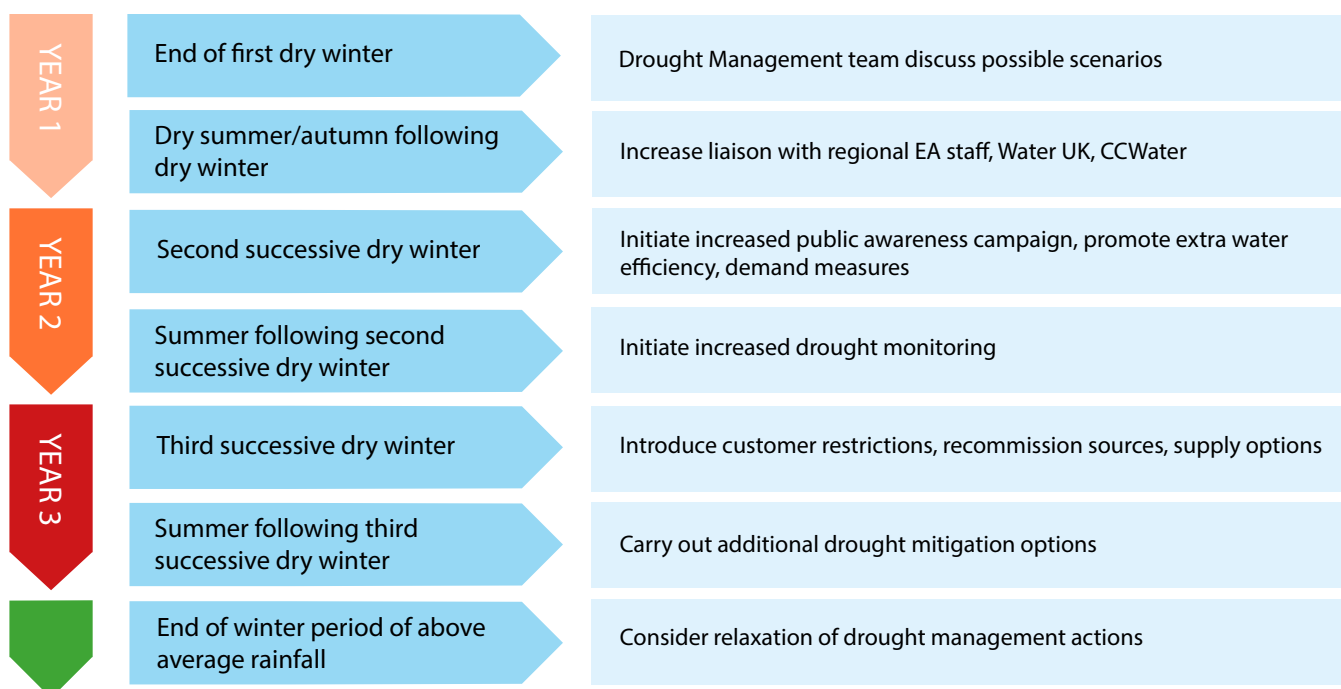 YEAR 1
End of first dry winter
Drought Management team discuss possible scenarios
Dry summer/autumn following
dry winter
Increase liaison with regional EA staff, Water UK, CCWater
YEAR 2
Second successive dry winter
Initiate increased public awareness campaign, promote extra water
efficiency, demand measures
Summer following second
successive dry winter
Initiate increased drought monitoring
YEAR 3
Third successive dry winter
Introduce customer restrictions, recommission sources, supply options
Summer following third
successive dry winter
Carry out additional drought mitigation options
End of winter period of above
average rainfall
Consider relaxation of drought management actions